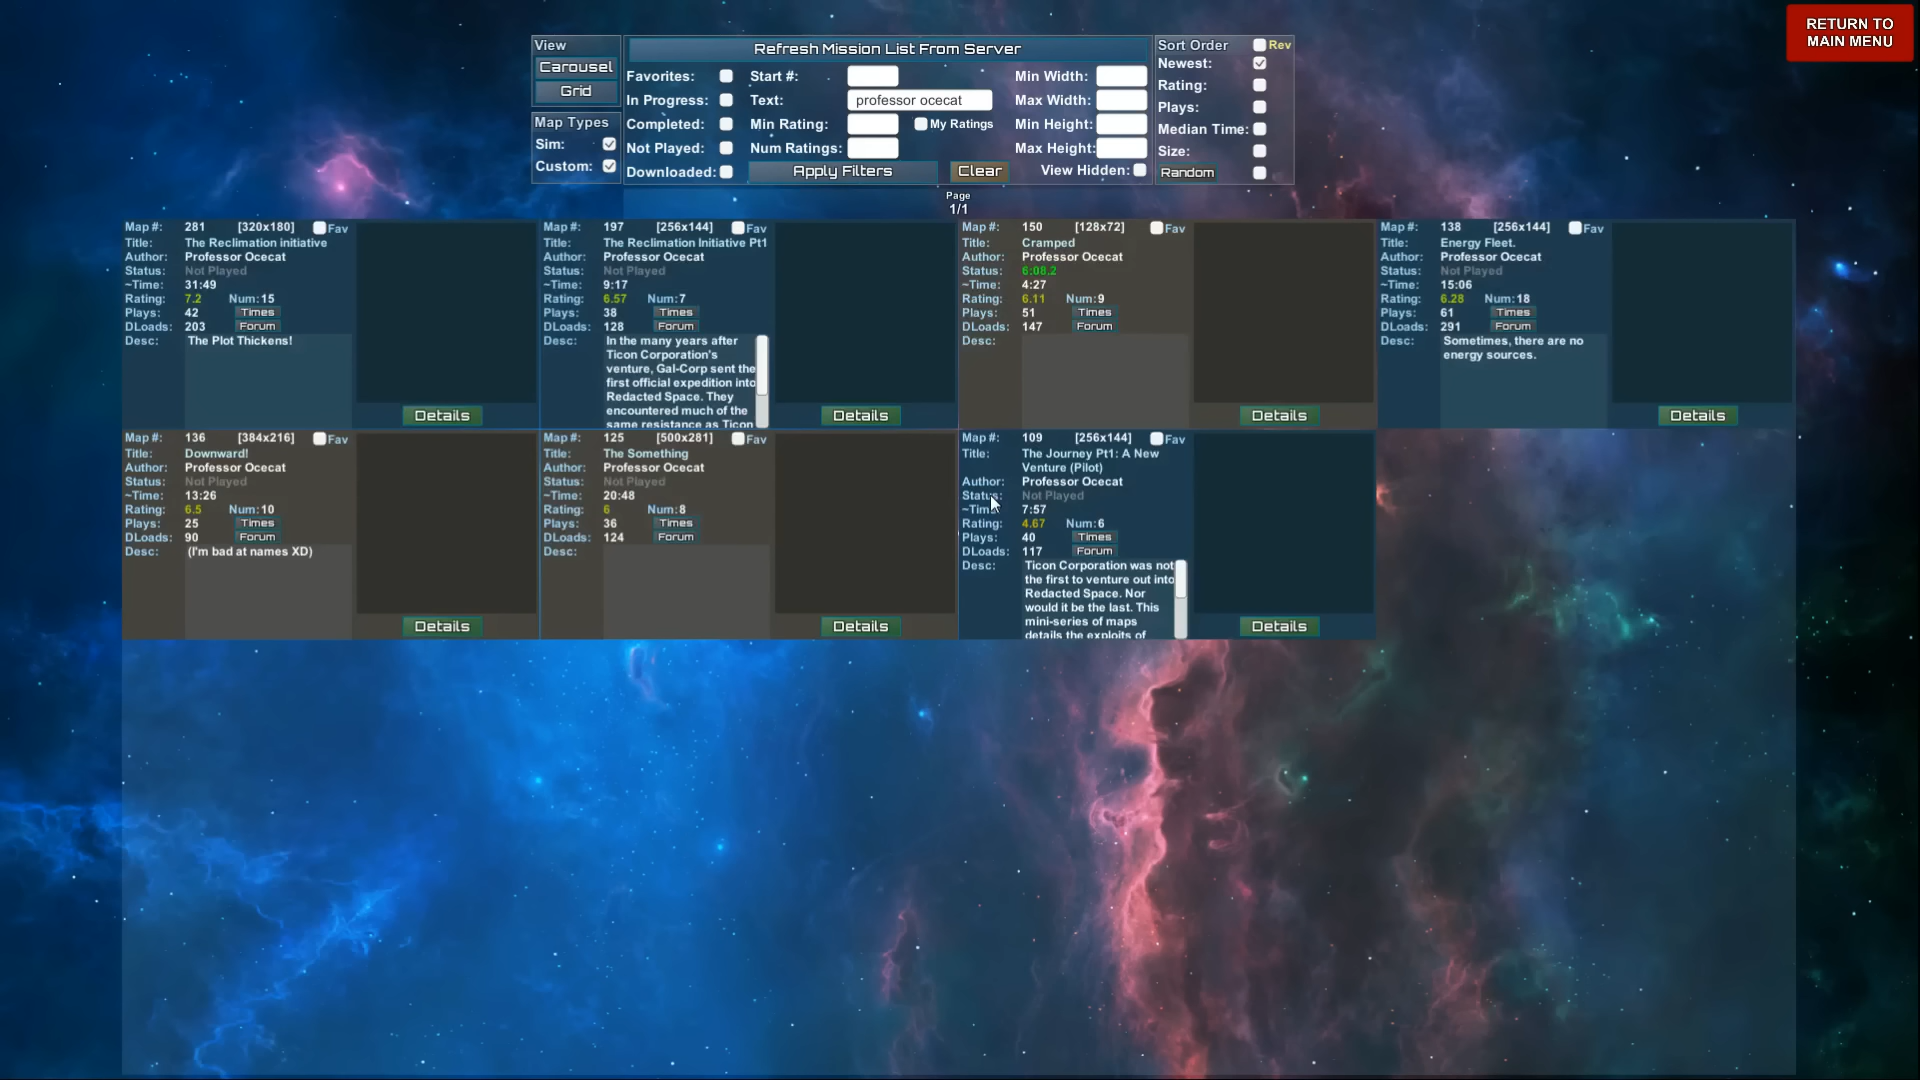 RETURN TO
MAIN MENU
View
Carousel
Grid
Map Types
Sim:
Custom:
Refresh Mission List From Server
Favorites:
In Progress:
Completed:
Not Played:
Downloaded:
Start #:
Text: professor ocecat
Min Rating: My Ratings
Num Ratings:
Apply Filters
Clear
Min Width:
Max Width:
Min Height:
Max Height:
View Hidden:
Sort Order Rev
Newest:
Rating:
Plays:
Median Time:
Size:
Random
Page
1/1
Map #: 281 [320x180] Fav
Title: The Reclimation initiative
Author: Professor Ocecat
Status: Not Played
~Time: 31:49
Rating: 7.2 Num: 15
Plays: 42 Times
DLoads: 203 Forum
Desc: The Plot Thickens!
Details
Map #: 197 [256x144] Fav
Title: The Reclimation Initiative Pt1
Author: Professor Ocecat
Status: Not Played
~Time: 9:17
Rating: 6.57 Num: 7
Plays: 38 Times
DLoads: 128 Forum
Desc: In the many years after
Ticon Corporation's
venture, Gal-Corp sent the
first official expedition into
Redacted Space. They
encountered much of the
same resistance as Ticon
Details
Map #: 150 [128x72] Fav
Title: Cramped
Author: Professor Ocecat
Status: 6:08.2
~Time: 4:27
Rating: 6.11 Num: 9
Plays: 51 Times
DLoads: 147 Forum
Desc:
Details
Map #: 138 [256x144] Fav
Title: Energy Fleet.
Author: Professor Ocecat
Status: Not Played
~Time: 15:06
Rating: 6.28 Num: 18
Plays: 61 Times
DLoads: 291 Forum
Desc: Sometimes, there are no
energy sources.
Details
Map #: 136 [384x216] Fav
Title: Downward!
Author: Professor Ocecat
Status: Not Played
~Time: 13:26
Rating: 6.5 Num: 10
Plays: 25 Times
DLoads: 90 Forum
Desc: (I'm bad at names XD)
Details
Map #: 125 [500x281] Fav
Title: The Something
Author: Professor Ocecat
Status: Not Played
~Time: 20:48
Rating: 6 Num: 8
Plays: 36 Times
DLoads: 124 Forum
Desc:
Details
Map #: 109 [256x144] Fav
Title: The Journey Pt1: A New
Venture (Pilot)
Author: Professor Ocecat
Status: Not Played
~Time: 7:57
Rating: 4.67 Num: 6
Plays: 40 Times
DLoads: 117 Forum
Desc: Ticon Corporation was not
the first to venture out into
Redacted Space. Nor
would it be the last. This
mini-series of maps
details the exploits of
Details